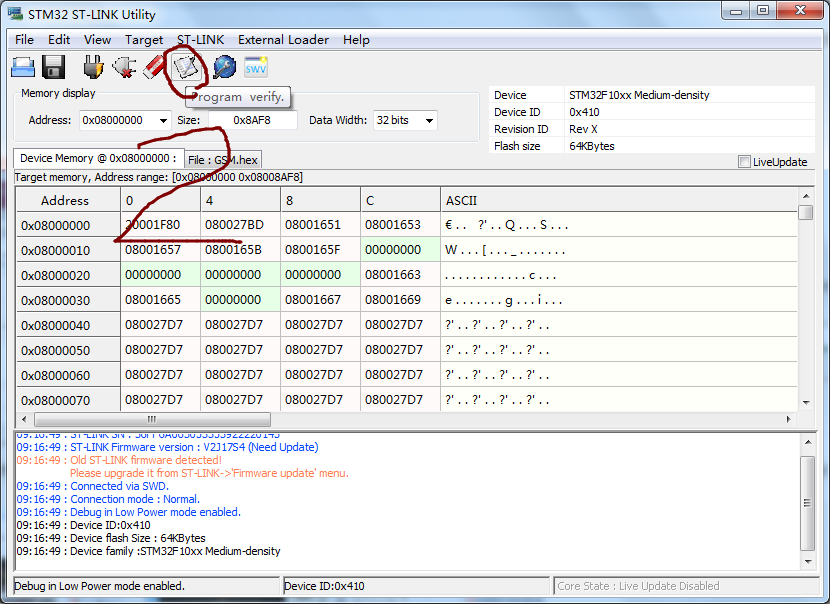 STM32 ST-LINK Utility
File Edit View Target ST-LINK External Loader Help
SWV
Memory display
Program verify.
Address: 0x08000000 Size: 0x8AF8 Data Width: 32 bits
Device STM32F10xx Medium-density
Device ID 0x410
Revision ID Rev X
Flash size 64KBytes
LiveUpdate
Device Memory @ 0x08000000 : File : GSM.hex
Target memory, Address range: [0x08000000 0x08008AF8]
Address 0 4 8 C ASCII
0x08000000 20001F80 080027BD 08001651 08001653 €.. ?'..Q...S...
0x08000010 08001657 0800165B 0800165F 00000000 W...[..._.......
0x08000020 00000000 00000000 00000000 08001663 ............c...
0x08000030 08001665 00000000 08001667 08001669 e.......g...i...
0x08000040 080027D7 080027D7 080027D7 080027D7 ?'..?'..?'..?'..
0x08000050 080027D7 080027D7 080027D7 080027D7 ?'..?'..?'..?'..
0x08000060 080027D7 080027D7 080027D7 080027D7 ?'..?'..?'..?'..
0x08000070 080027D7 080027D7 080027D7 080027D7 ?'..?'..?'..?'..
09:16:49 : ST-LINK SN :
09:16:49 : ST-LINK Firmware version : V2J17S4 (Need Update)
09:16:49 : Old ST-LINK firmware detected!
Please upgrade it from ST-LINK->'Firmware update' menu.
09:16:49 : Connected via SWD.
09:16:49 : Connection mode : Normal.
09:16:49 : Debug in Low Power mode enabled.
09:16:49 : Device ID:0x410
09:16:49 : Device flash Size : 64KBytes
09:16:49 : Device family :STM32F10xx Medium-density
Debug in Low Power mode enabled. Device ID:0x410 Core State : Live Update Disabled